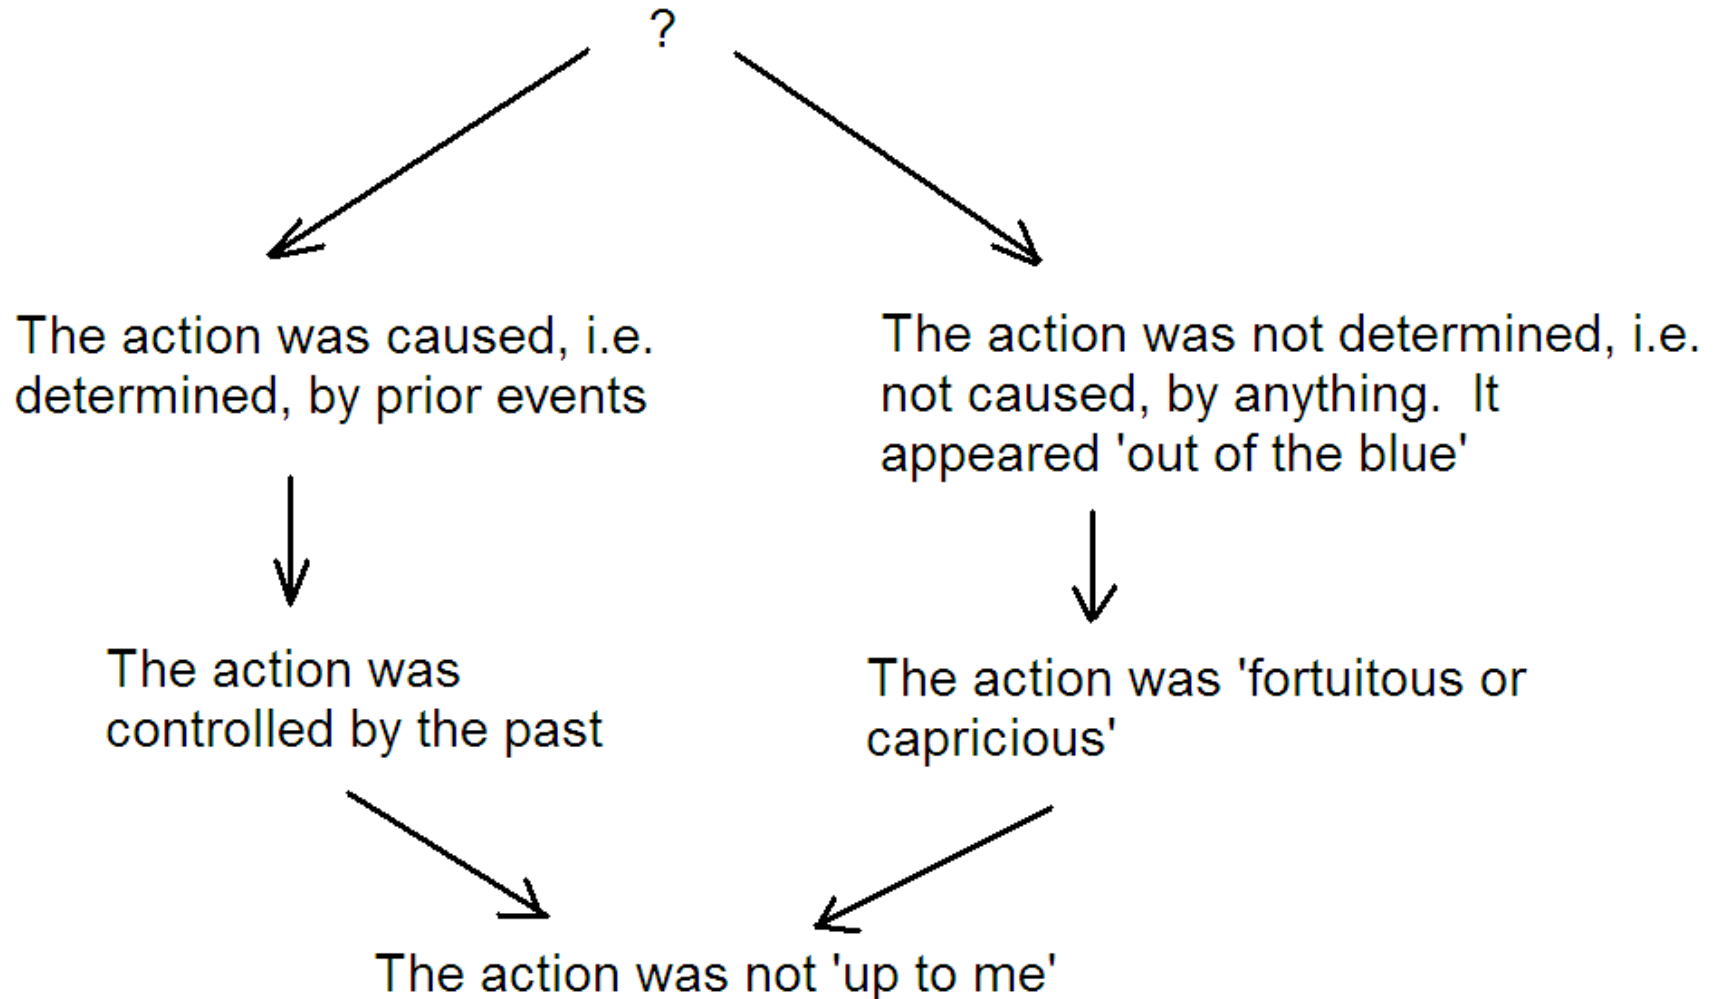 ?
The action was caused, i.e.
determined, by prior events
The action was not determined, i.e.
not caused, by anything.  It
appeared 'out of the blue'
The action was
controlled by the past
The action was 'fortuitous or
capricious'
The action was not 'up to me'